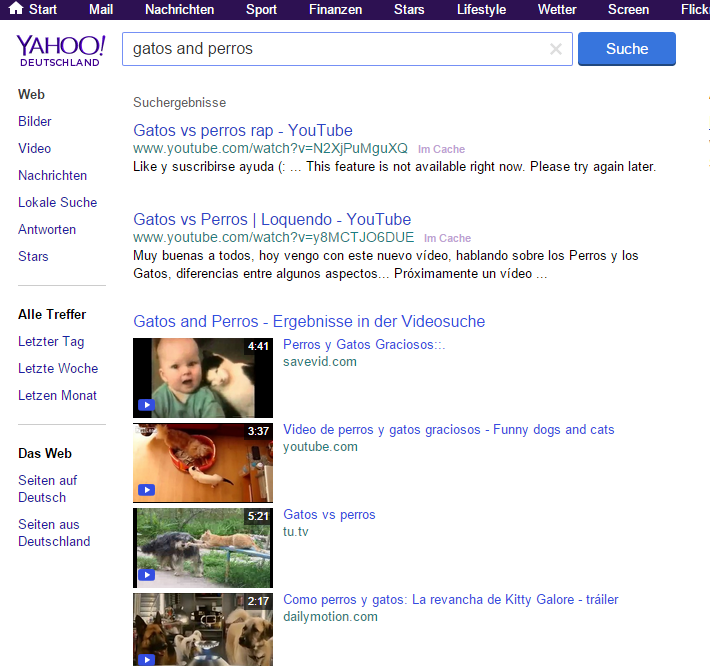 Start Mail Nachrichten Sport Finanzen Stars Lifestyle Wetter Screen Flickr
YAHOO!
DEUTSCHLAND
gatos and perros
Suche
Web
Bilder
Video
Nachrichten
Lokale Suche
Antworten
Stars
Alle Treffer
Letzter Tag
Letzte Woche
Letzen Monat
Das Web
Seiten auf
Deutsch
Seiten aus
Deutschland
Suchergebnisse
Gatos vs perros rap - YouTube
www.youtube.com/watch?v=N2XjPuMguXQ Im Cache
Like y suscribirse ayuda (: ... This feature is not available right now. Please try again later.
Gatos vs Perros | Loquendo - YouTube
www.youtube.com/watch?v=y8MCTJO6DUE Im Cache
Muy buenas a todos, hoy vengo con este nuevo vídeo, hablando sobre los Perros y los
Gatos, diferencias entre algunos aspectos... Próximamente un vídeo ...
Gatos and Perros - Ergebnisse in der Videosuche
4:41
Perros y Gatos Graciosos::.
savevid.com
3:37
Video de perros y gatos graciosos - Funny dogs and cats
youtube.com
5:21
Gatos vs perros
tu.tv
2:17
Como perros y gatos: La revancha de Kitty Galore - tráiler
dailymotion.com